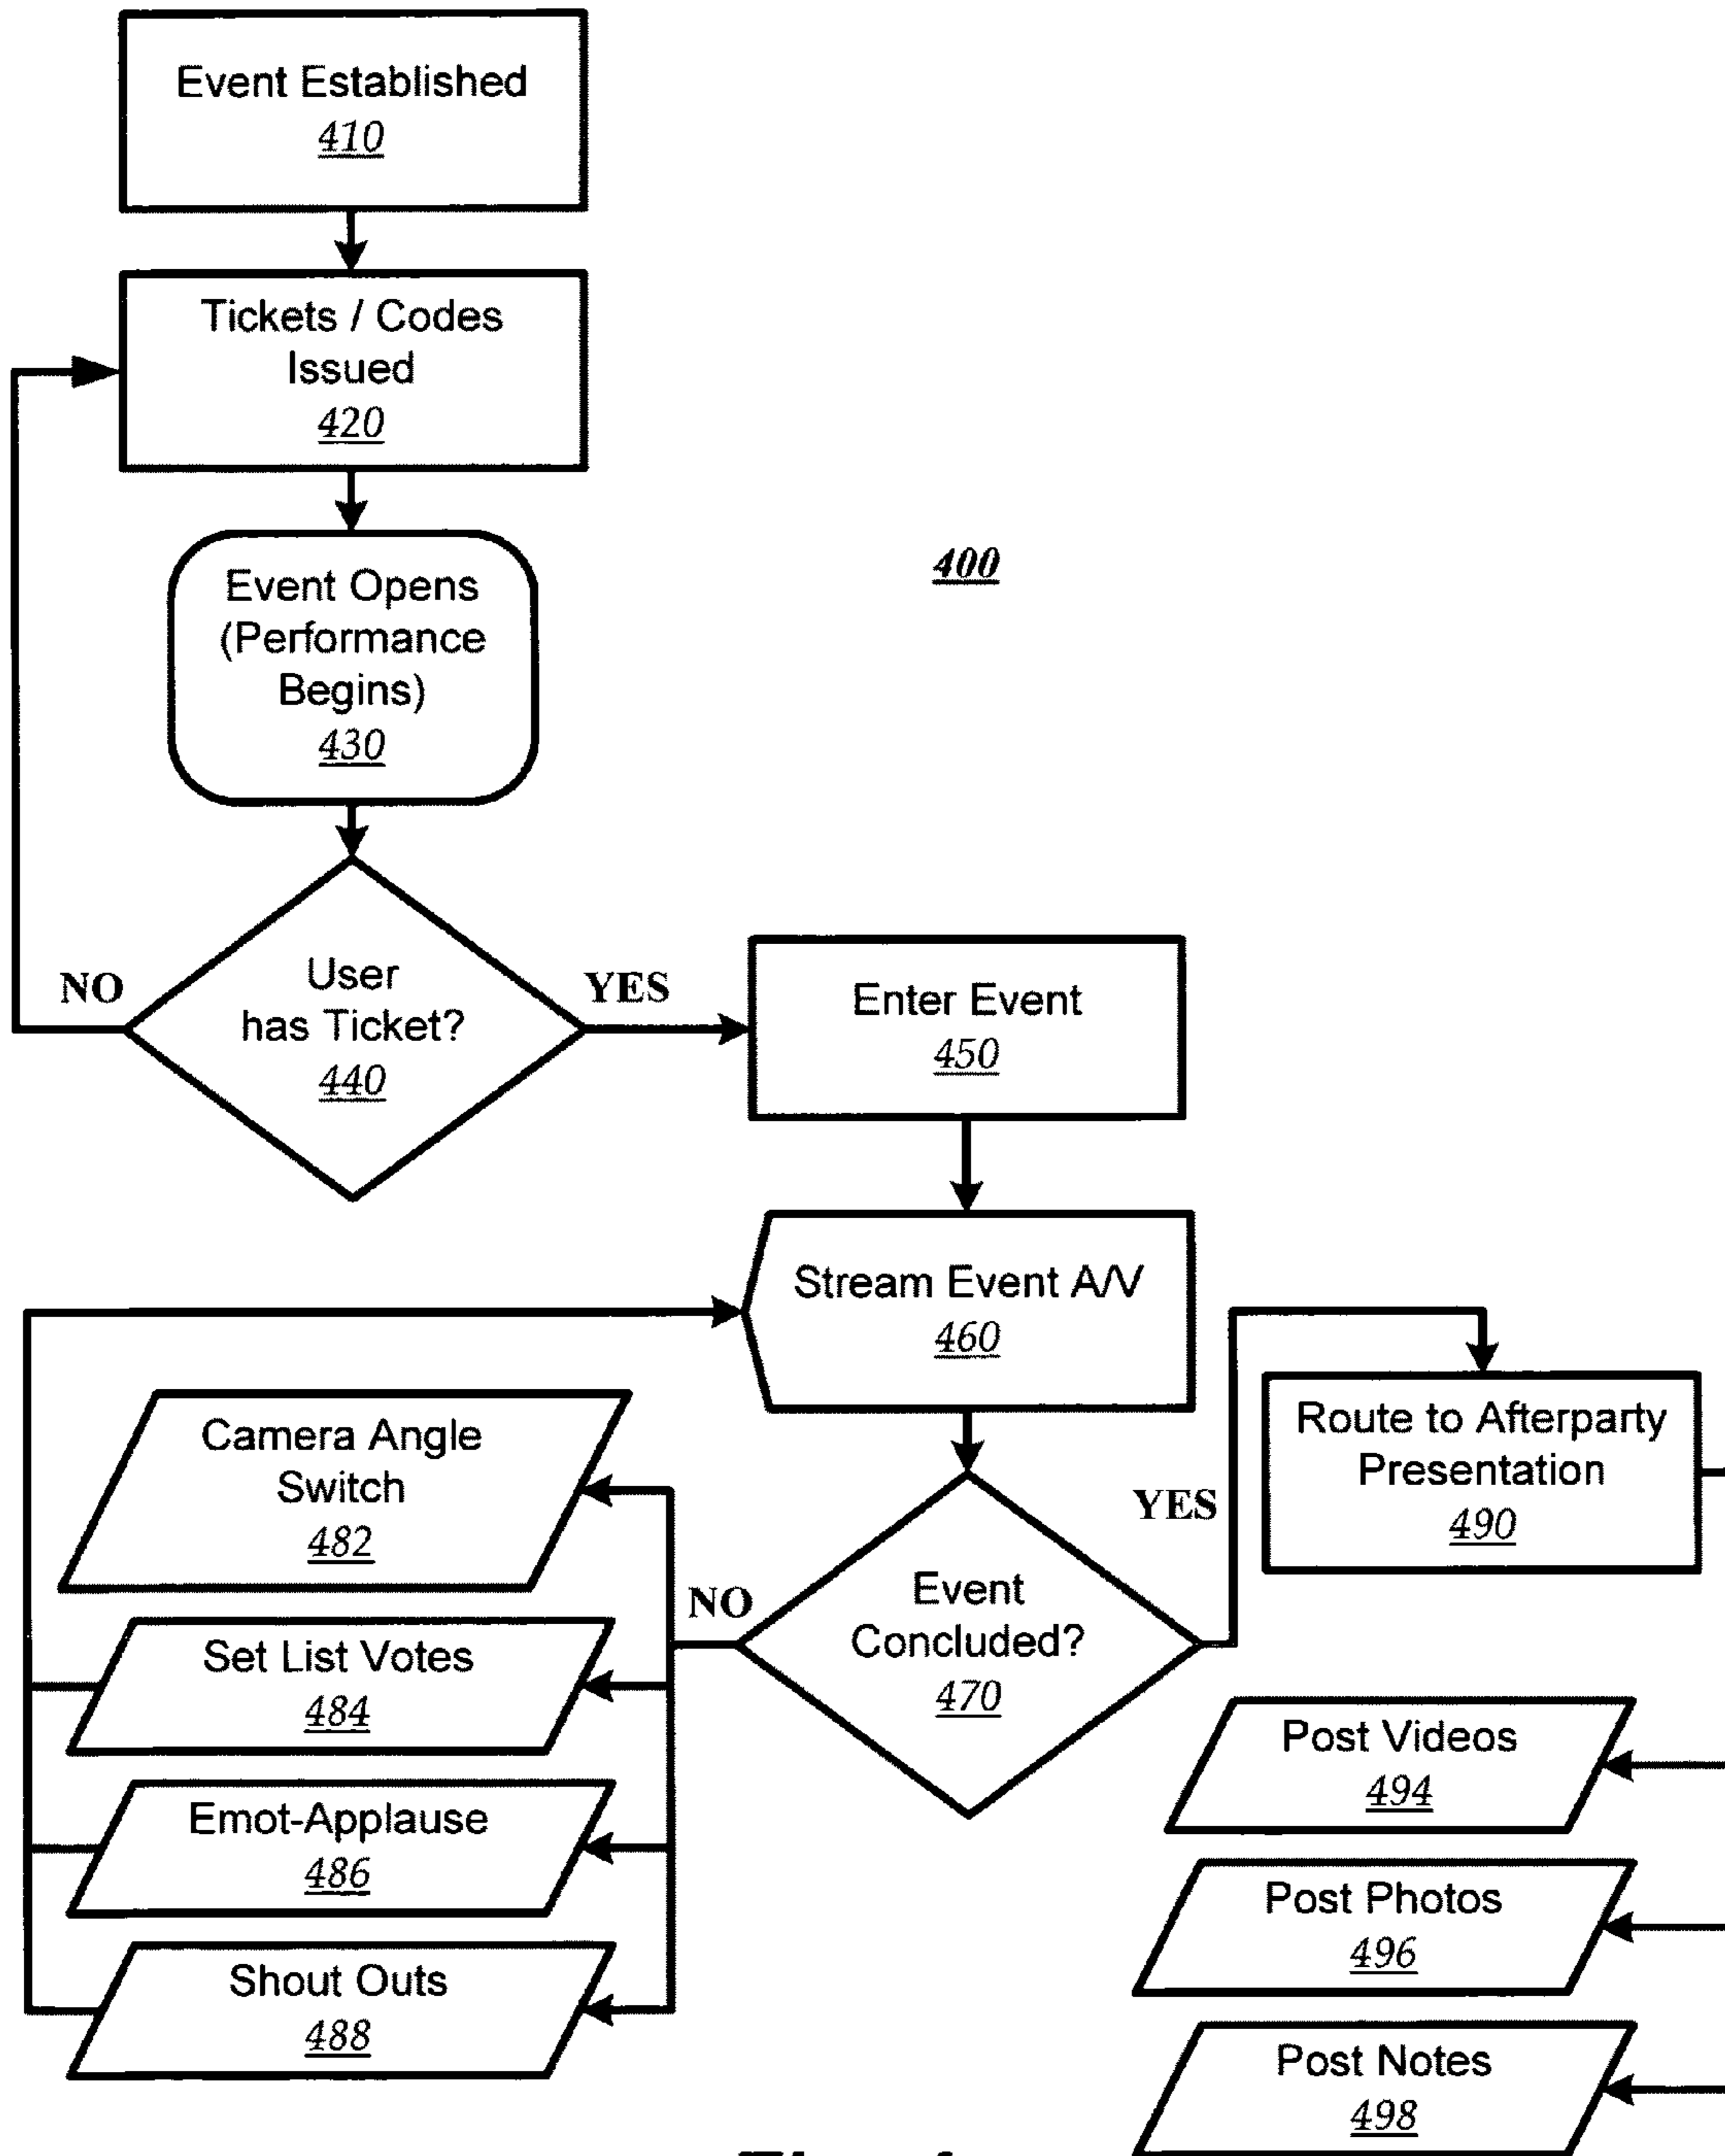 Event Established
410
Tickets / Codes
Issued
420
Event Opens
(Performance
Begins)
430
400
User
has Ticket?
440
NO
YES
Enter Event
450
Stream Event A/V
460
Camera Angle
Switch
482
Set List Votes
484
Emot-Applause
486
Shout Outs
488
NO
Event
Concluded?
470
YES
Route to Afterparty
Presentation
490
Post Videos
494
Post Photos
496
Post Notes
498